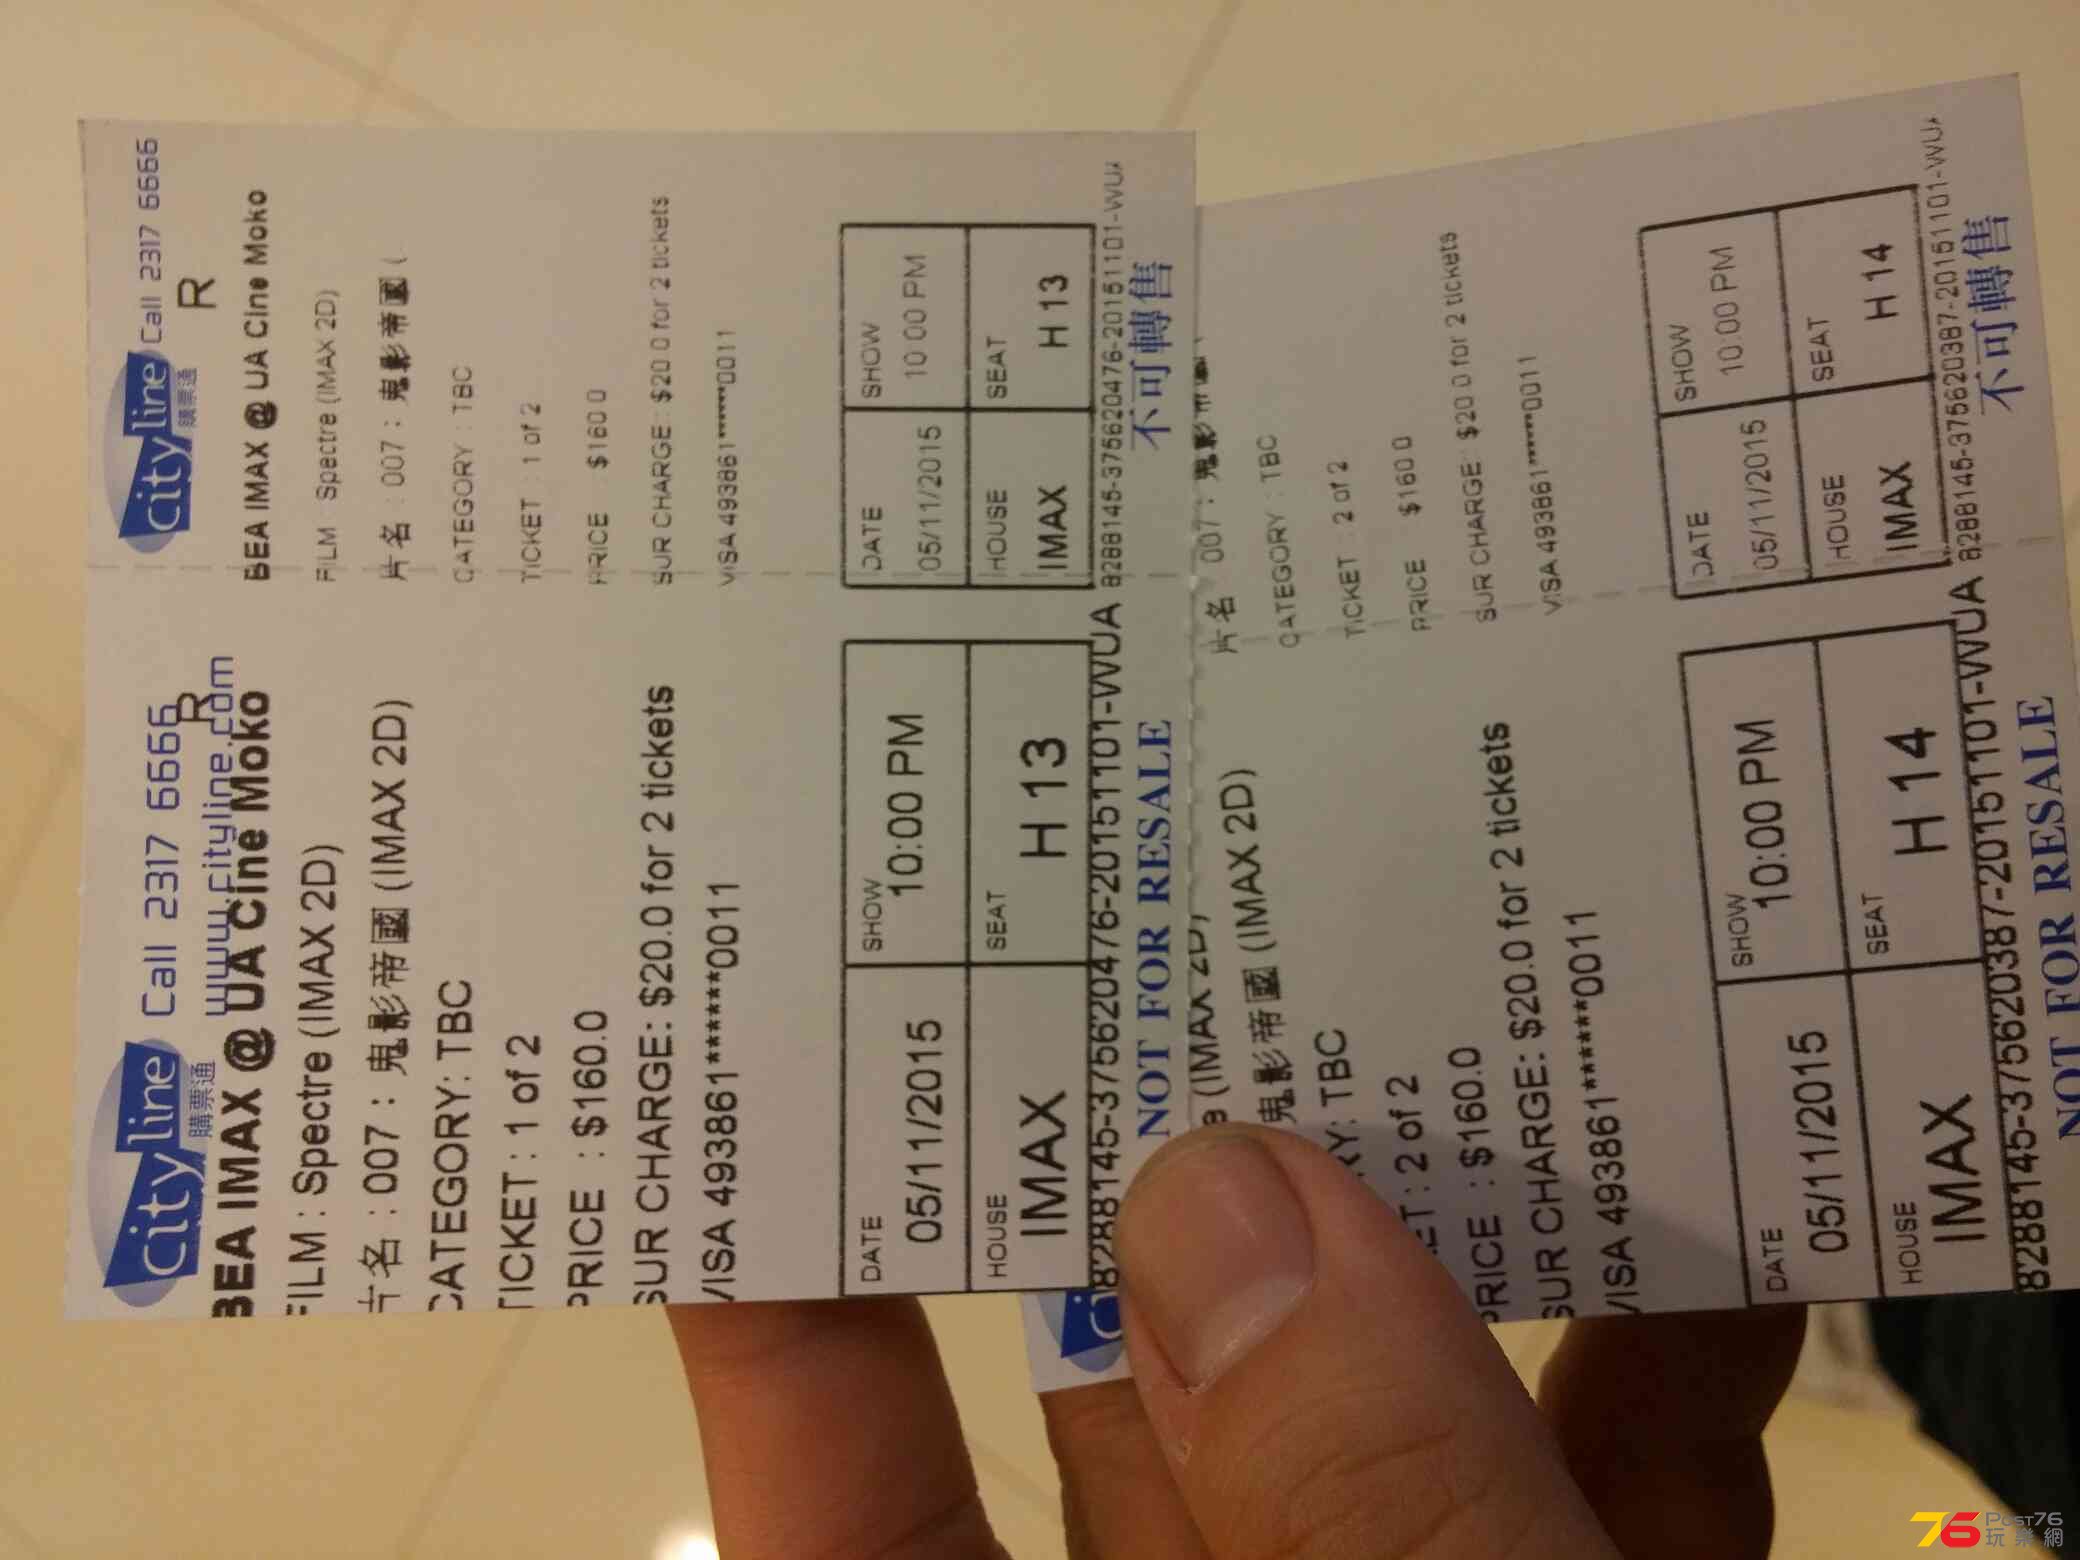 cityline Call 2317 6666
購票通 www.cityline.com
R
BEA IMAX @ UA Cine Moko
FILM : Spectre (IMAX 2D)
片名 : 007 : 鬼影帝國 (IMAX 2D)
CATEGORY: TBC
TICKET : 1 of 2
PRICE : $160.0
SUR CHARGE: $20.0 for 2 tickets
VISA 493861******0011
DATE 05/11/2015
SHOW 10:00 PM
HOUSE IMAX
SEAT H 13
8288145-375620476-20151101-WUA
NOT FOR RESALE
cityline Call 2317 6666
購票通
R
BEA IMAX @ UA Cine Moko
FILM : Spectre (IMAX 2D)
片名 : 007 : 鬼影帝國 (
CATEGORY : TBC
TICKET : 1 of 2
PRICE : $160 0
SUR CHARGE : $20 0 for 2 tickets
VISA 493861******0011
DATE 05/11/2015
SHOW 10 00 PM
HOUSE IMAX
SEAT H 13
8288145-375620476-20151101-WUA
不可轉售
(IMAX 2D)
鬼影帝國 (IMAX 2D)
RY: TBC
ET : 2 of 2
PRICE : $160.0
SUR CHARGE: $20.0 for 2 tickets
VISA 493861******0011
DATE 05/11/2015
SHOW 10:00 PM
HOUSE IMAX
SEAT H 14
8288145-375620387-20151101-WUA
NOT FOR RESALE
片名 007 : 鬼影帝國 (
CATEGORY : TBC
TICKET : 2 of 2
PRICE $160 0
SUR CHARGE : $20 0 for 2 tickets
VISA 493861******0011
DATE 05/11/2015
SHOW 10:00 PM
HOUSE IMAX
SEAT H 14
8288145-375620387-20151101-WUA
不可轉售
76 POST76
玩樂網